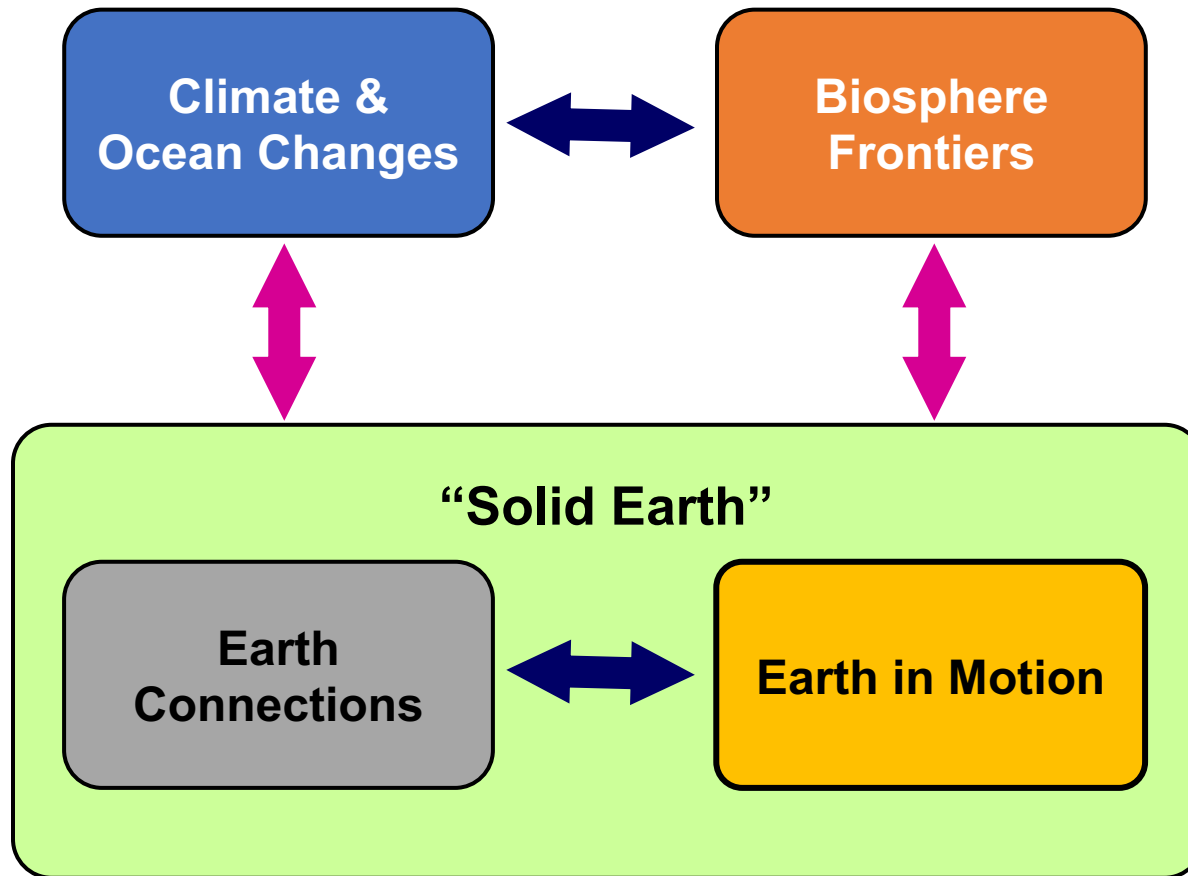 Climate &
Ocean Changes
Biosphere
Frontiers
“Solid Earth”
Earth
Connections
Earth in Motion